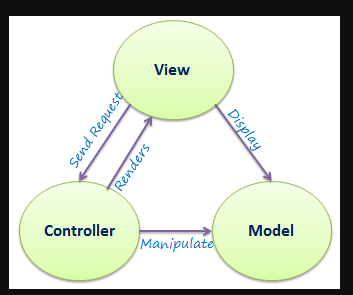 View
Send Request
Renders
Display
Controller
Manipulate
Model